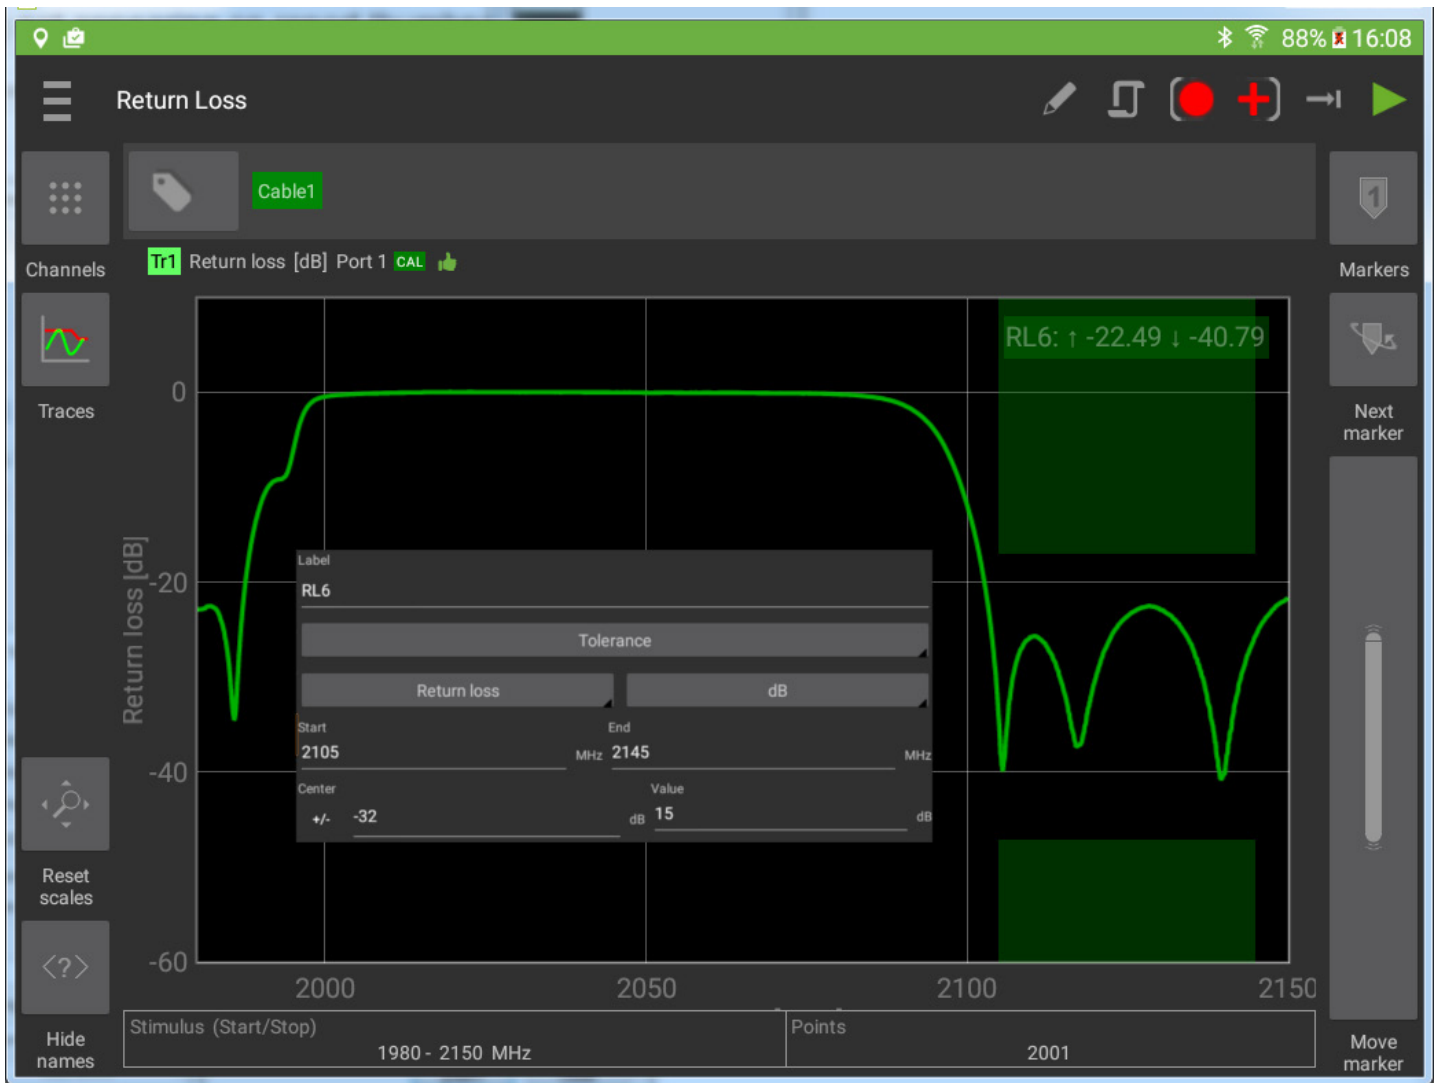 88% 16:08
Return Loss
Cable1
1
Channels
Tr1 Return loss [dB] Port 1 CAL
Markers
RL6: ↑ -22.49 ↓ -40.79
0
Traces
Next
marker
Return loss [dB]
-20
-40
-60
Label
RL6
Tolerance
Return loss dB
Start End
2105 MHz 2145 MHz
Center Value
+/- -32 dB 15 dB
Reset
scales
<?>
2000 2050 2100 2150
Hide
names
Stimulus (Start/Stop) Points
1980 - 2150 MHz 2001
Move
marker